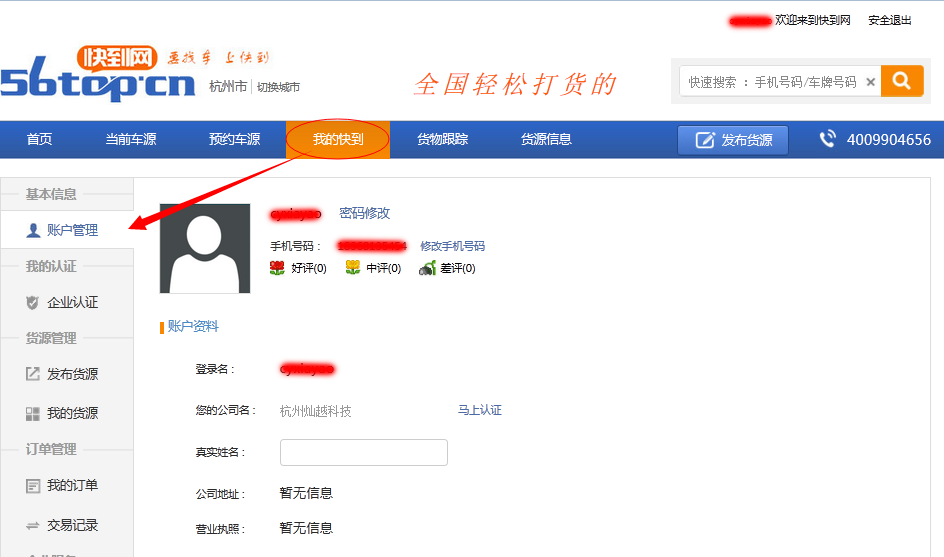 欢迎来到快到网 安全退出
快到网 要找车 上快到
56top.cn 杭州市 切换城市
全国轻松打货的
快速搜索 ：手机号码/车牌号码 ×
首页 当前车源 预约车源 我的快到 货物跟踪 货源信息 发布货源 4009904656
基本信息
账户管理
我的认证
企业认证
货源管理
发布货源
我的货源
订单管理
我的订单
交易记录
密码修改
手机号码： 修改手机号码
好评(0) 中评(0) 差评(0)
账户资料
登录名：
您的公司名： 杭州灿越科技 马上认证
真实姓名：
公司地址： 暂无信息
营业执照： 暂无信息